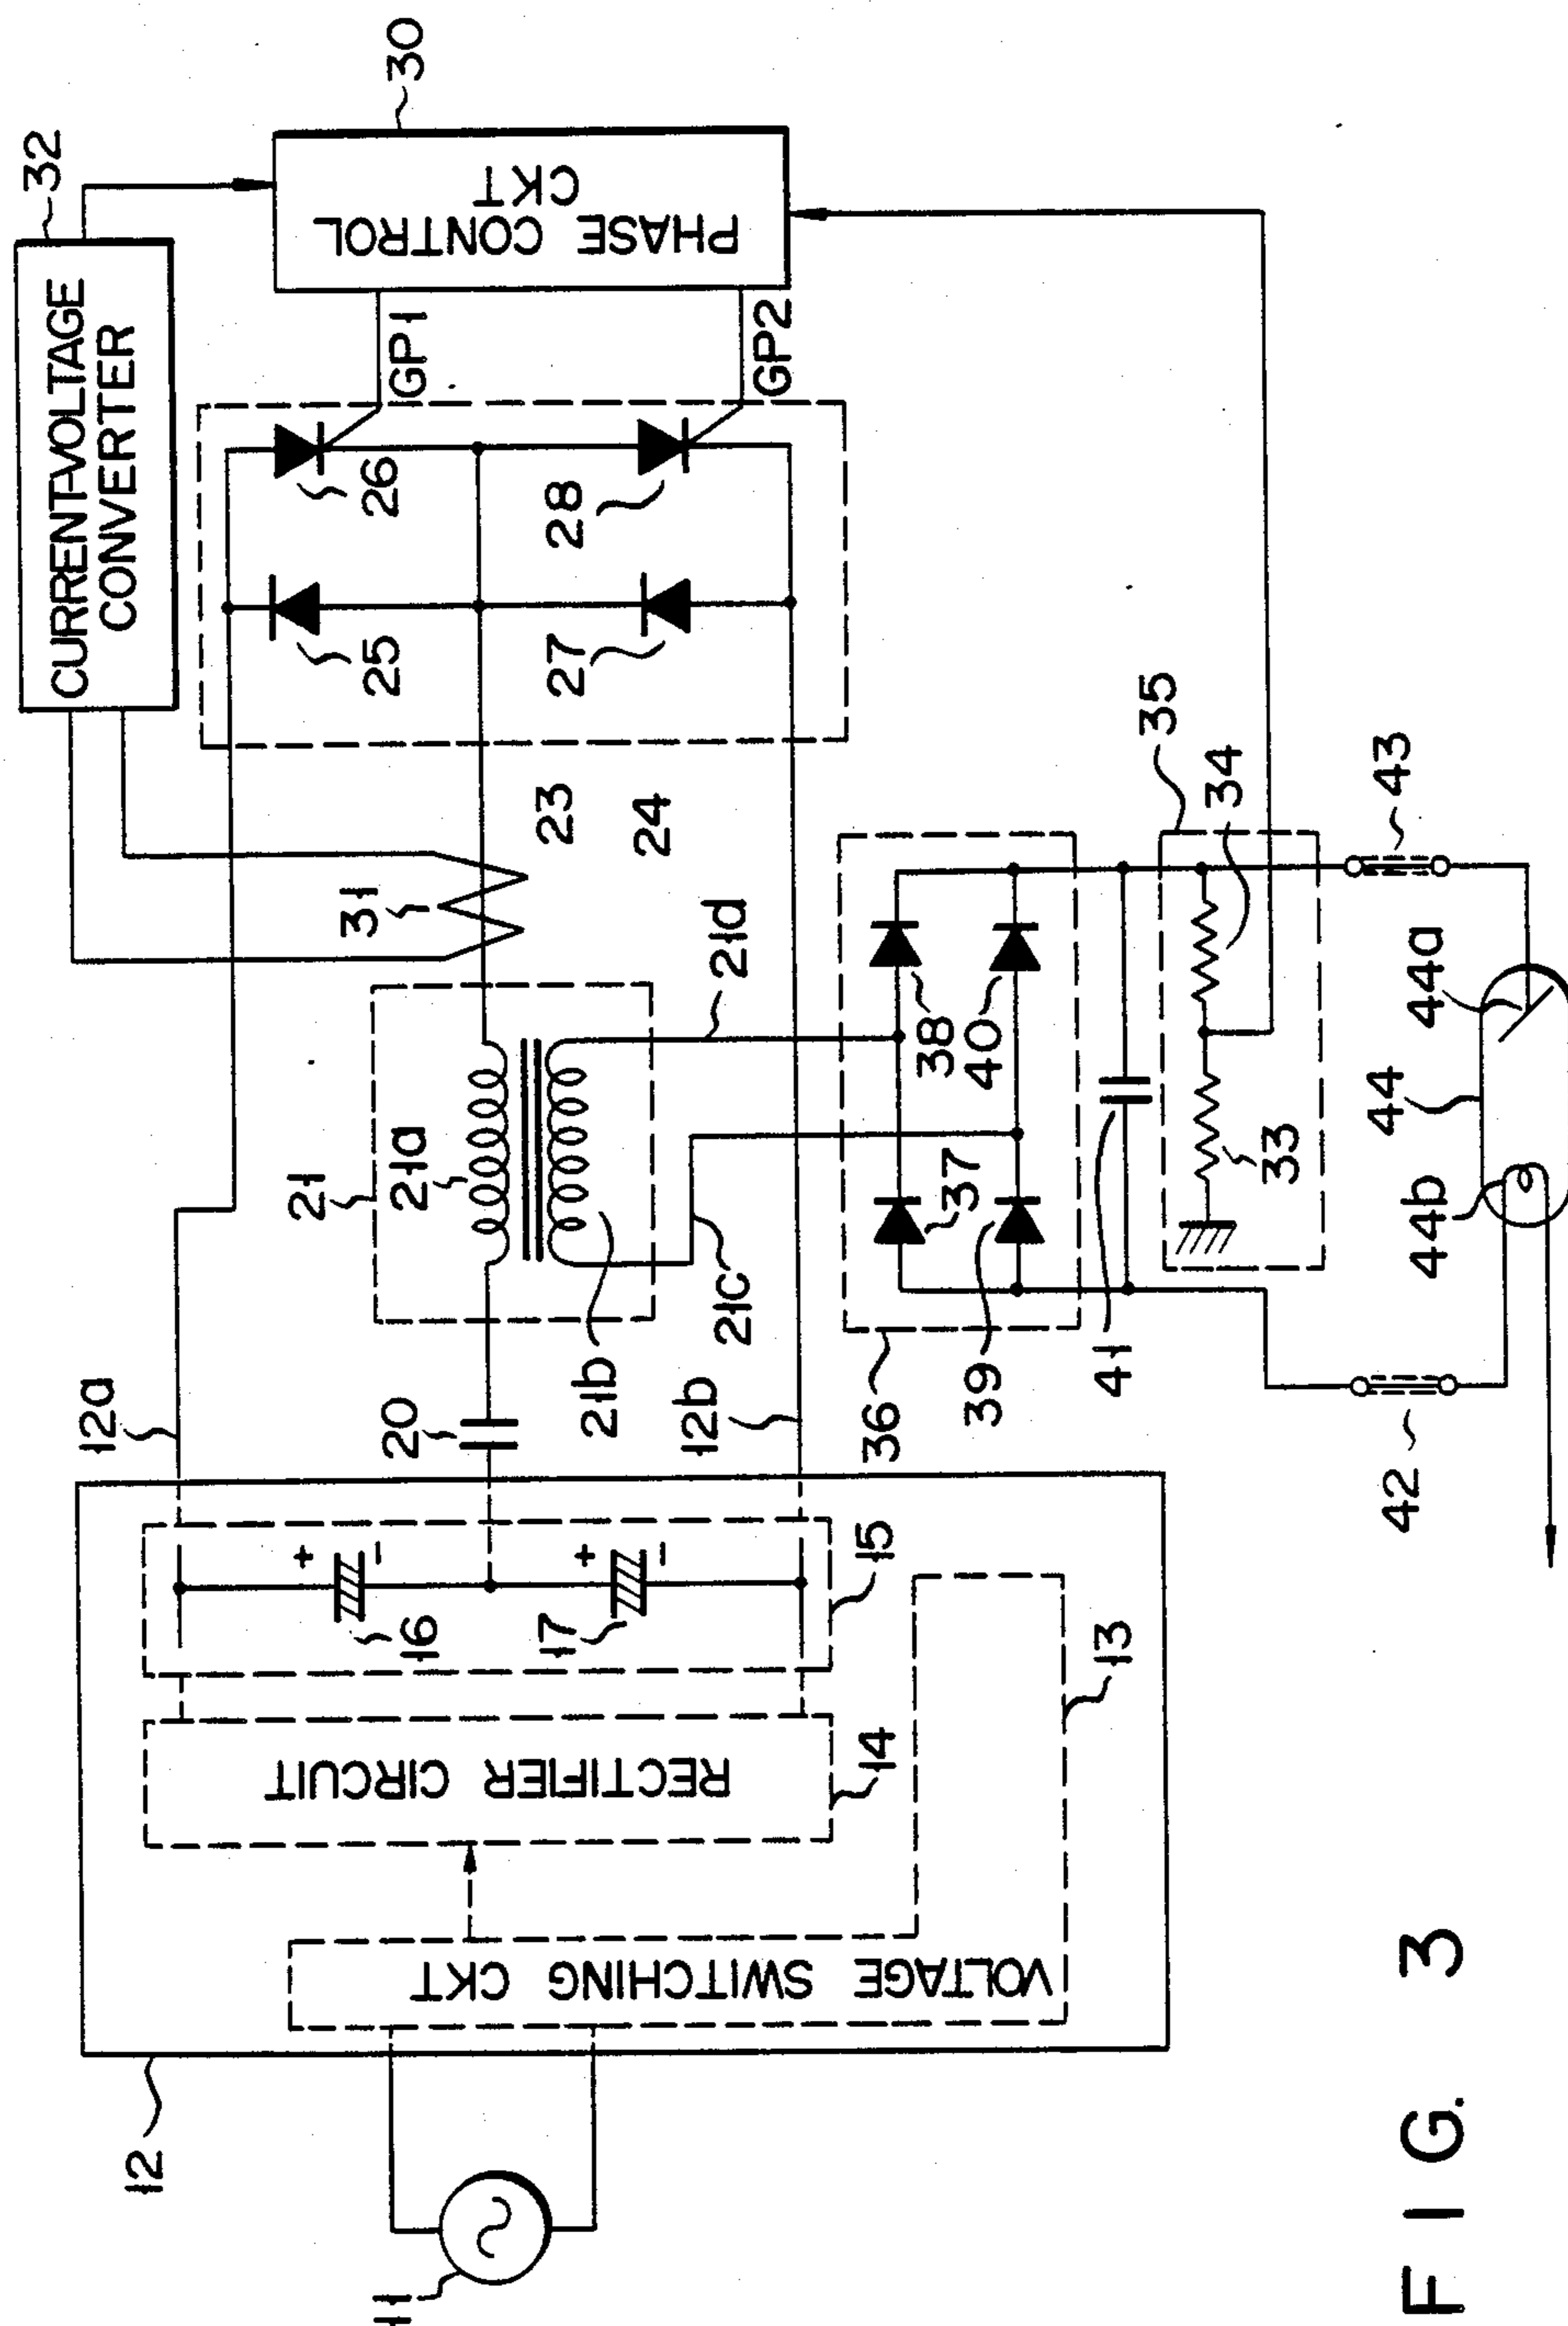 32
CURRENT-VOLTAGE
CONVERTER
30
PHASE CONTROL
CKT
GP1
GP2
26
28
25
27
23
24
31
12a
21
21a
21b
21c
21d
20
12b
12
15
+
-
16
+
-
17
14
RECTIFIER CIRCUIT
13
VOLTAGE SWITCHING CKT
11
36
38
40
37
39
41
35
34
33
43
42
44
44a
44b
FIG. 3